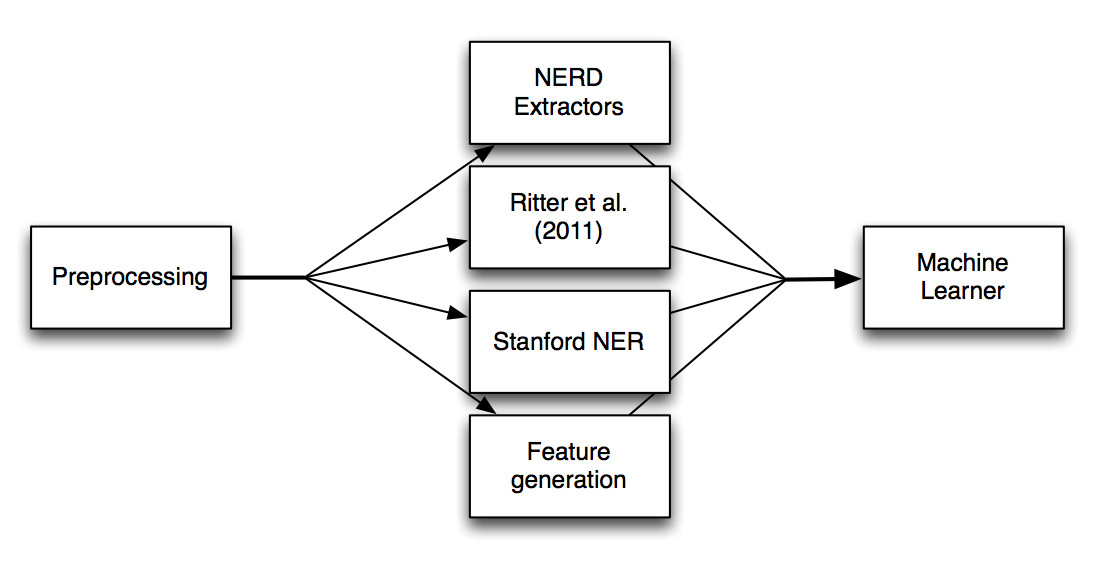 Preprocessing
NERD
Extractors
Ritter et al.
(2011)
Stanford NER
Feature
generation
Machine
Learner